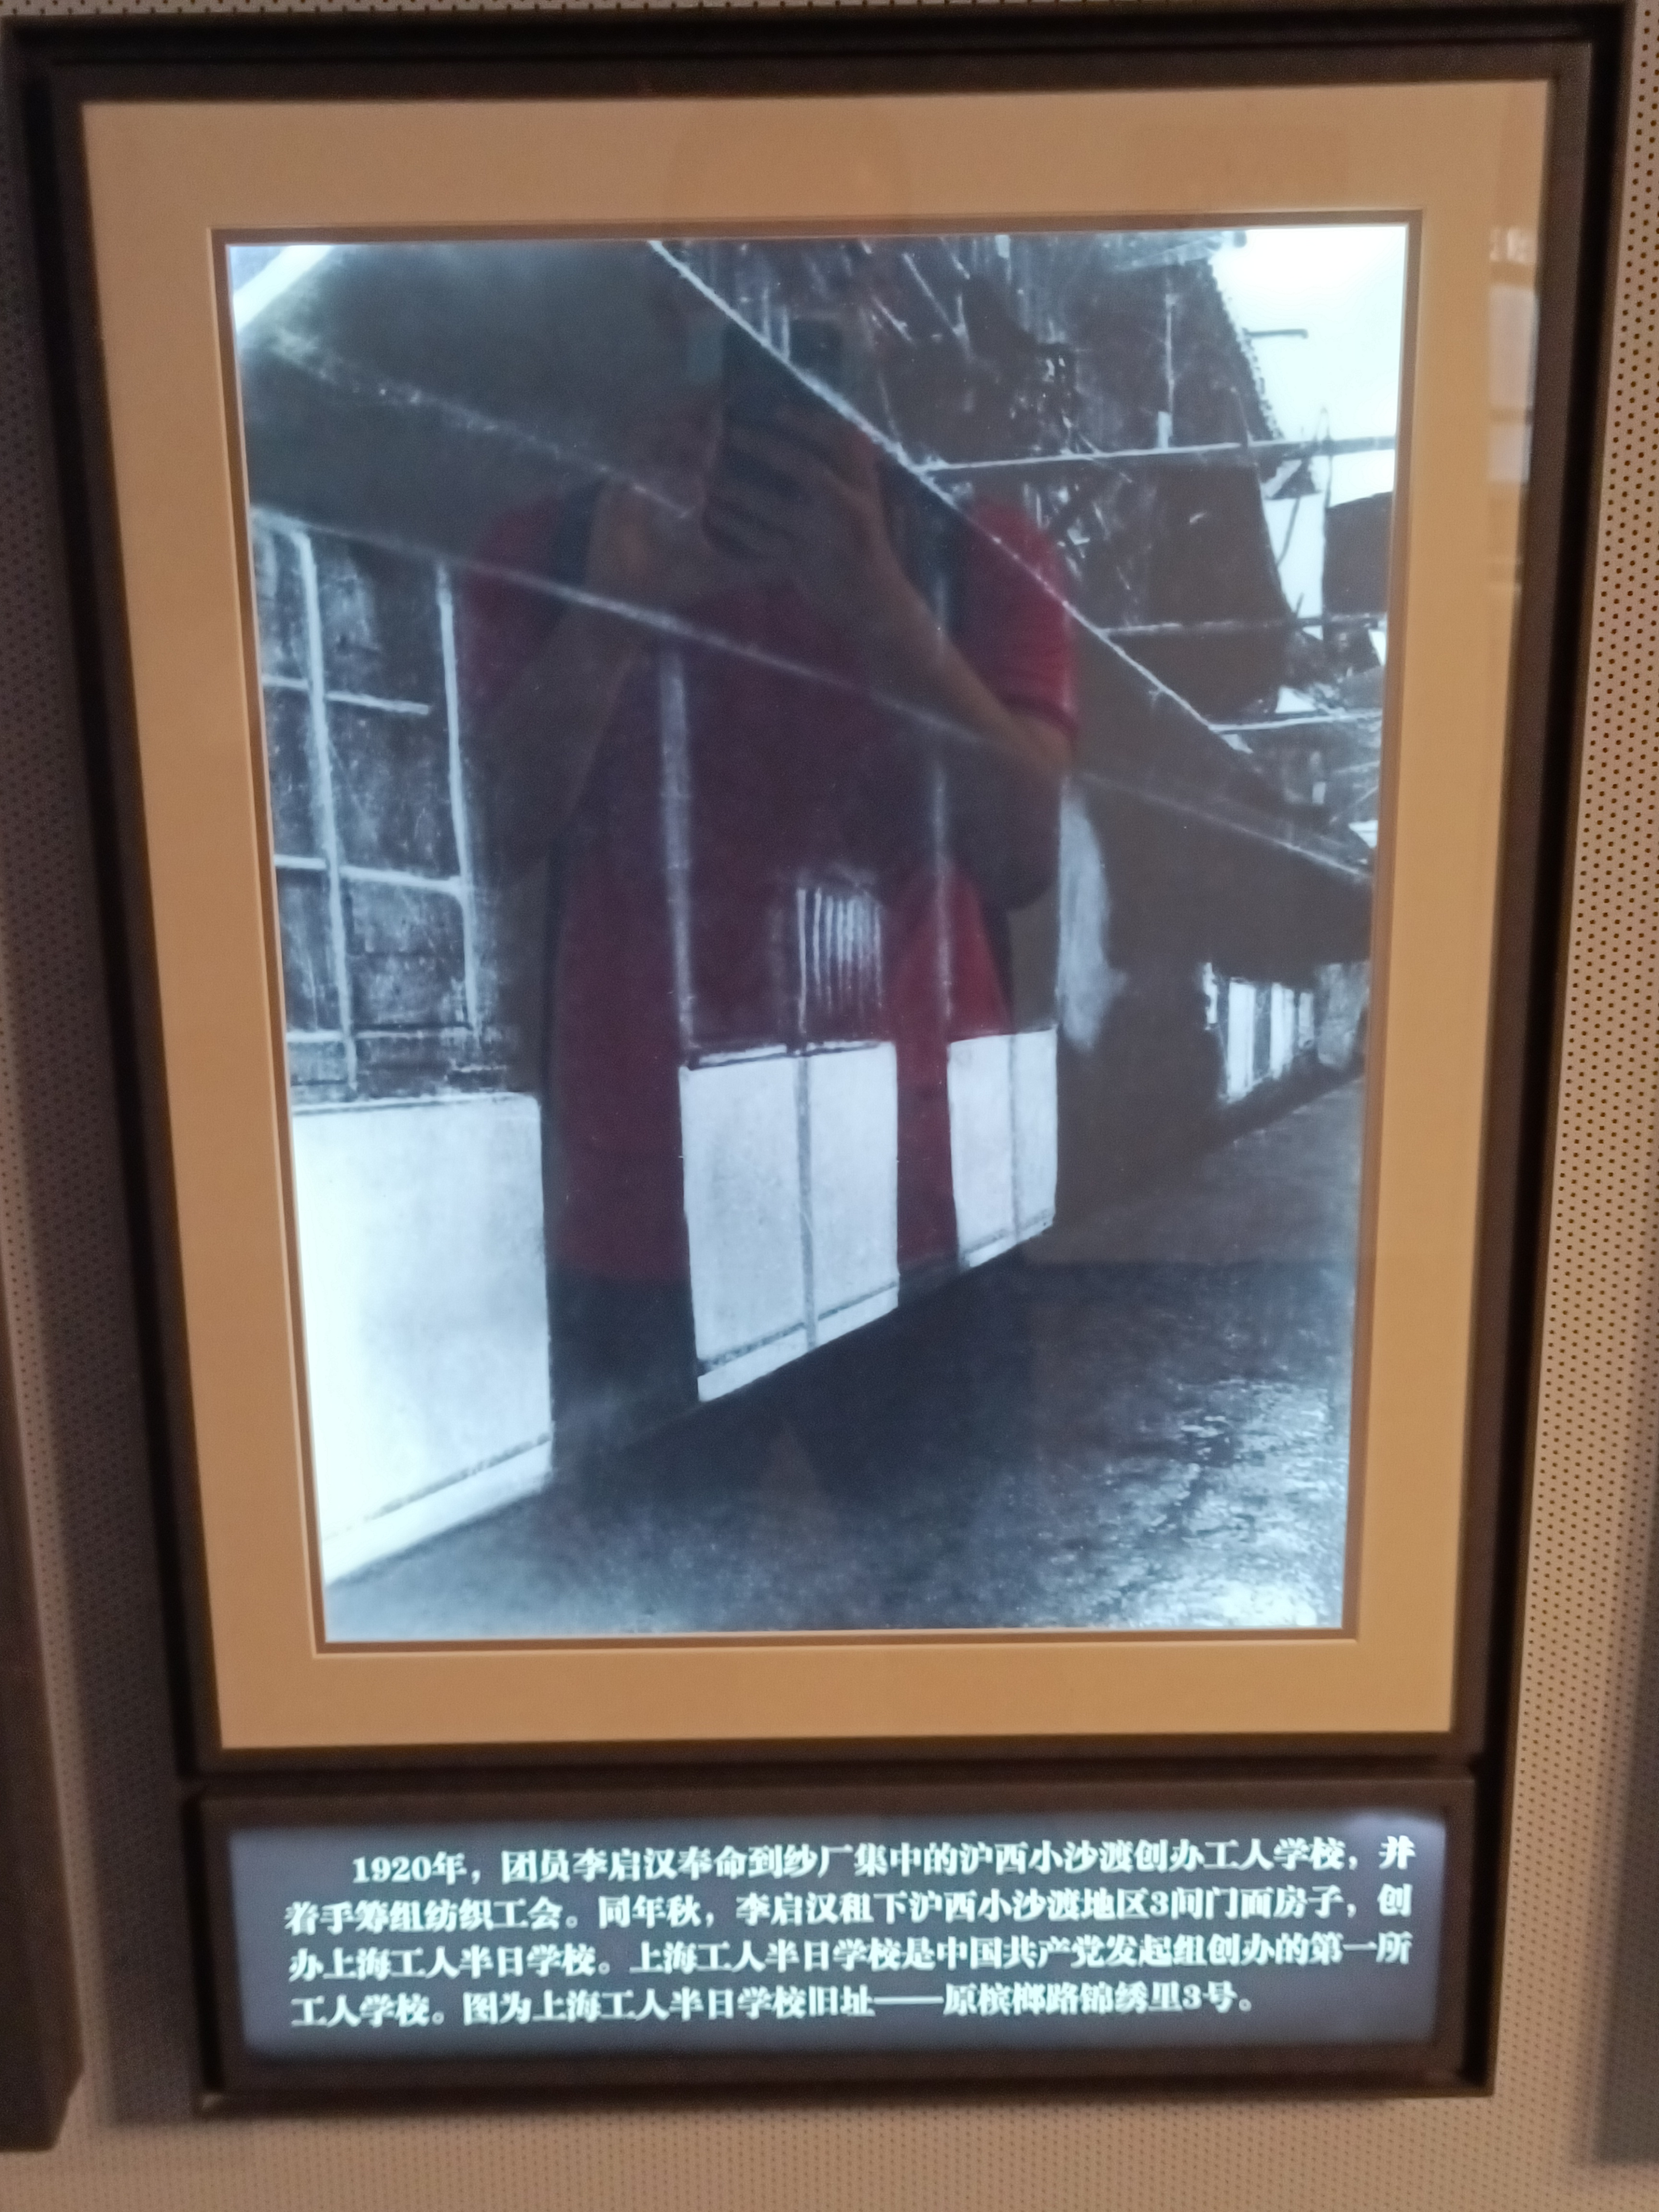 1920年，团员李启汉奉命到纱厂集中的沪西小沙渡创办工人学校，并
着手筹组纺织工会。同年秋，李启汉租下沪西小沙渡地区3间门面房子，创
办上海工人半日学校。上海工人半日学校是中国共产党发起组创办的第一所
工人学校。图为上海工人半日学校旧址——原槟榔路锦绣里3号。